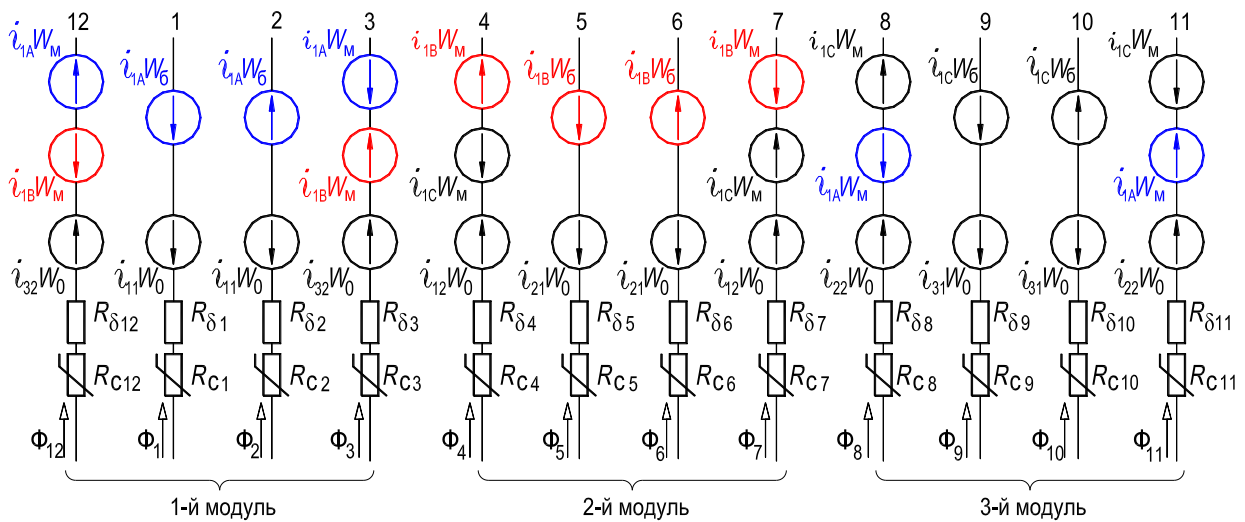 12 1 2 3 4 5 6 7 8 9 10 11
i1AWм i1AWб i1AWб i1AWм i1BWм i1BWб i1BWб i1BWм i1CWм i1CWб i1CWб i1CWм
i1BWм i1BWм i1CWм i1CWм i1AWм i1AWм
i32W0 i11W0 i11W0 i32W0 i12W0 i21W0 i21W0 i12W0 i22W0 i31W0 i31W0 i22W0
Rδ12 Rδ1 Rδ2 Rδ3 Rδ4 Rδ5 Rδ6 Rδ7 Rδ8 Rδ9 Rδ10 Rδ11
RC12 RC1 RC2 RC3 RC4 RC5 RC6 RC7 RC8 RC9 RC10 RC11
Φ12 Φ1 Φ2 Φ3 Φ4 Φ5 Φ6 Φ7 Φ8 Φ9 Φ10 Φ11
1-й модуль 2-й модуль 3-й модуль